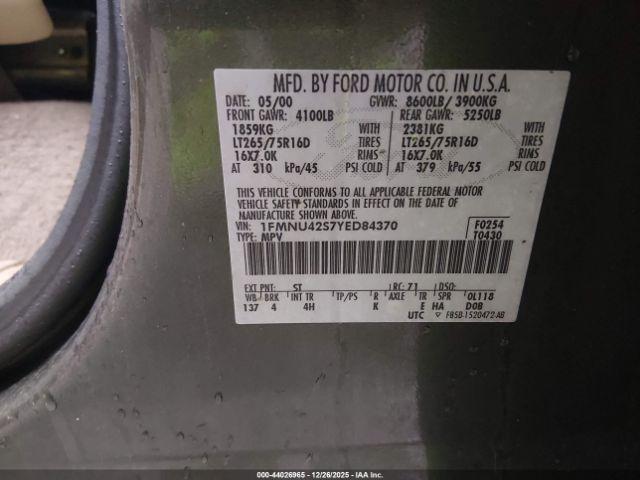 MFD. BY FORD MOTOR CO. IN U.S.A.
DATE: 05/00 GVWR: 8600LB/ 3900KG
FRONT GAWR: 4100LB REAR GAWR: 5250LB
1859KG WITH 2381KG WITH
LT265/75R16D TIRES LT265/75R16D TIRES
16X7.0K RIMS 16X7.0K RIMS
AT 310 kPa/45 PSI COLD AT 379 kPa/55 PSI COLD
THIS VEHICLE CONFORMS TO ALL APPLICABLE FEDERAL MOTOR
VEHICLE SAFETY STANDARDS IN EFFECT ON THE DATE OF
MANUFACTURE SHOWN ABOVE.
VIN: 1FMNU42S7YED84370 F0254
TYPE: MPV T0430
EXT PNT: ST RC: 71 DSO:
WB BRK INT TR TP/PS R AXLE TR SPR OL118
137 4 4H K E HA D0B
UTC F85B-1520472-AB
000-44026965 - 12/26/2025 - IAA Inc.